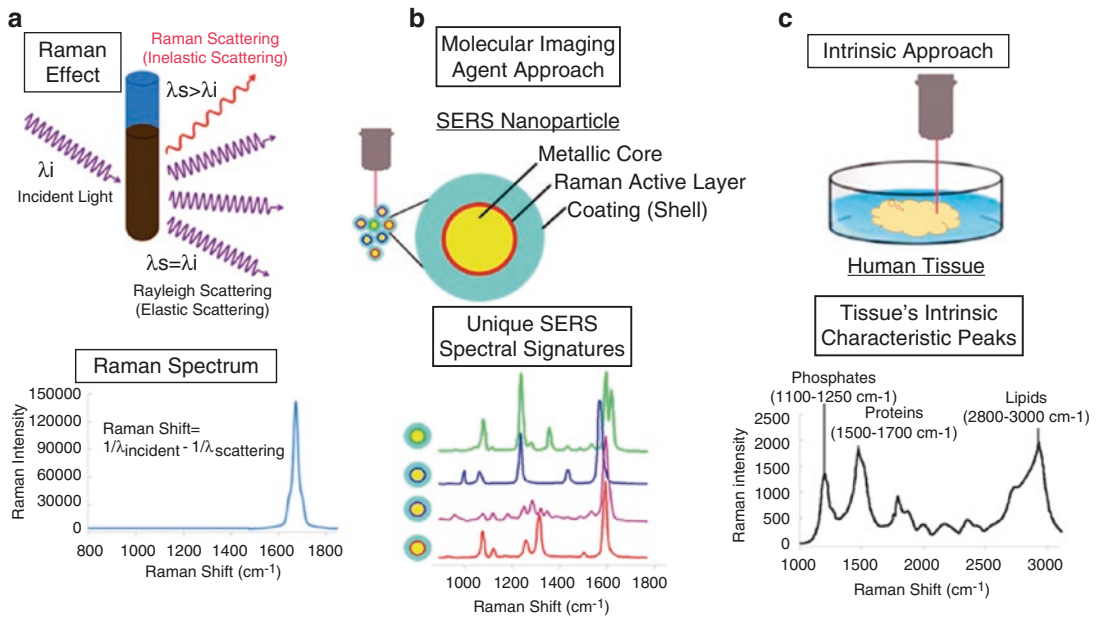 a
Raman
Effect
Raman Scattering
(Inelastic Scattering)
λs>λi
λi
Incident Light
λs=λi
Rayleigh Scattering
(Elastic Scattering)
Raman Spectrum
Raman Intensity
150000
120000
90000
60000
30000
0
Raman Shift=
1/λincident - 1/λscattering
800 1000 1200 1400 1600 1800
Raman Shift (cm-1)
b
Molecular Imaging
Agent Approach
SERS Nanoparticle
Metallic Core
Raman Active Layer
Coating (Shell)
Unique SERS
Spectral Signatures
1000 1200 1400 1600 1800
Raman Shift (cm-1)
c
Intrinsic Approach
Human Tissue
Tissue's Intrinsic
Characteristic Peaks
Phosphates
(1100-1250 cm-1)
Proteins
(1500-1700 cm-1)
Lipids
(2800-3000 cm-1)
Raman intensity
2500
2000
1500
1000
500
0
1000 1500 2000 2500 3000
Raman Shift (cm-1)